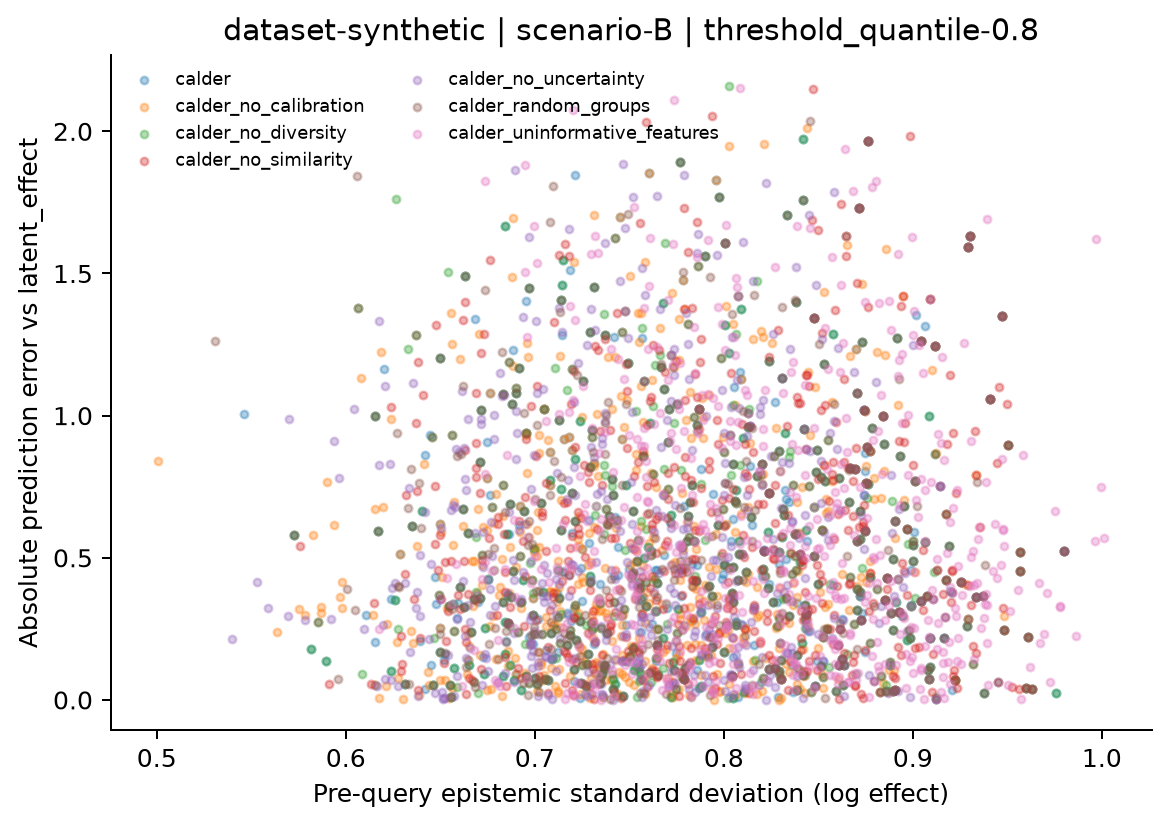 dataset-synthetic | scenario-B | threshold_quantile-0.8
calder
calder_no_calibration
calder_no_diversity
calder_no_similarity
calder_no_uncertainty
calder_random_groups
calder_uninformative_features
Absolute prediction error vs latent_effect
2.0
1.5
1.0
0.5
0.0
0.5
0.6
0.7
0.8
0.9
1.0
Pre-query epistemic standard deviation (log effect)